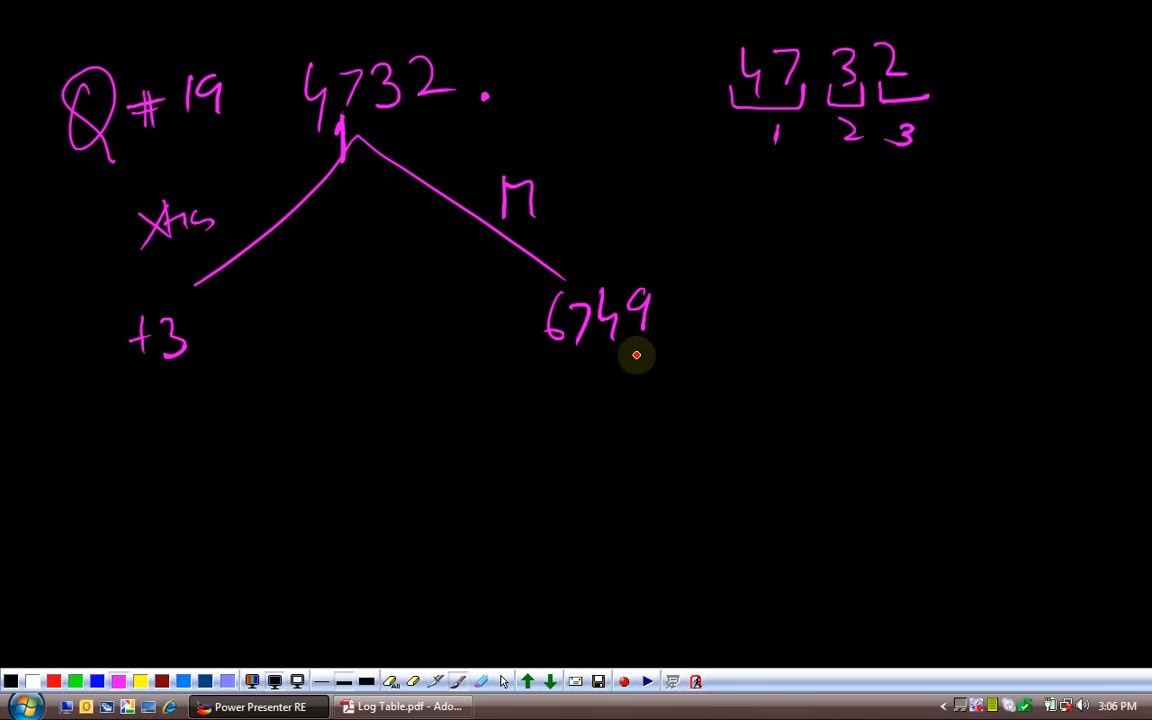 Q # 19 4732.
47 3 2
1 2 3
M
+3 6749
Power Presenter RE
Log Table.pdf - Ado...
3:06 PM